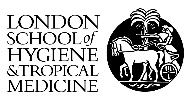 LONDON
SCHOOL of
HYGIENE
& TROPICAL
MEDICINE